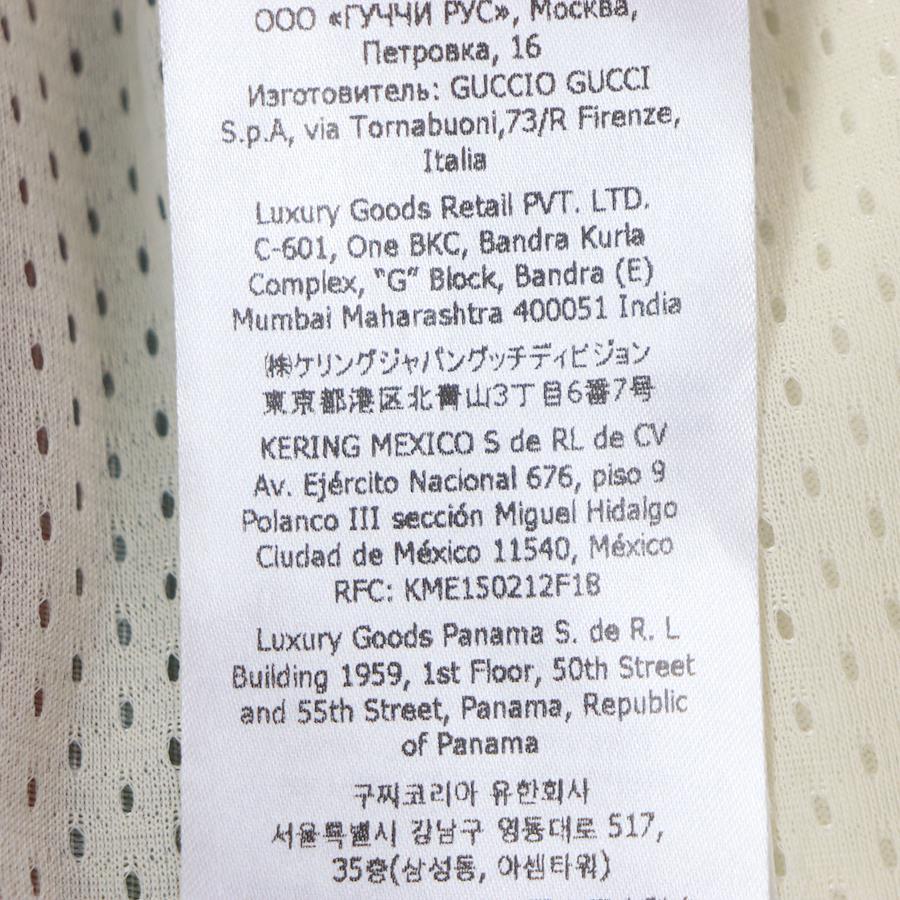 ООО «ГУЧЧИ РУС», Москва,
Петровка, 16
Изготовитель: GUCCIO GUCCI
S.p.A, via Tornabuoni,73/R Firenze,
Italia
Luxury Goods Retail PVT. LTD.
C-601, One BKC, Bandra Kurla
Complex, “G” Block, Bandra (E)
Mumbai Maharashtra 400051 India
㈱ケリングジャパングッチディビジョン
東京都港区北青山3丁目6番7号
KERING MEXICO S de RL de CV
Av. Ejército Nacional 676, piso 9
Polanco III sección Miguel Hidalgo
Ciudad de México 11540, México
RFC: KME150212F1B
Luxury Goods Panama S. de R. L
Building 1959, 1st Floor, 50th Street
and 55th Street, Panama, Republic
of Panama
구찌코리아 유한회사
서울특별시 강남구 영동대로 517,
35층(삼성동, 아셈타워)